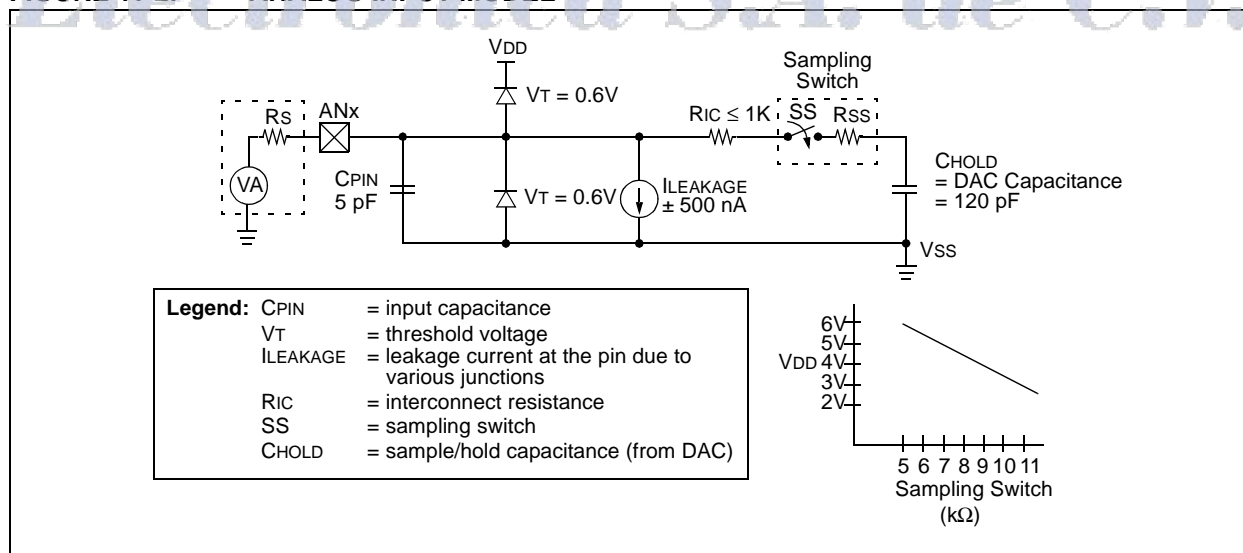 Electrónica S.A. de C.V.
VDD
Sampling
Switch
VT = 0.6V
RIC ≤ 1K
SS
RSS
RS
ANx
VA
CPIN
5 pF
VT = 0.6V
ILEAKAGE
± 500 nA
CHOLD
= DAC Capacitance
= 120 pF
VSS
Legend: CPIN = input capacitance
VT = threshold voltage
ILEAKAGE = leakage current at the pin due to
various junctions
RIC = interconnect resistance
SS = sampling switch
CHOLD = sample/hold capacitance (from DAC)
6V
5V
VDD 4V
3V
2V
5 6 7 8 9 10 11
Sampling Switch
(kΩ)